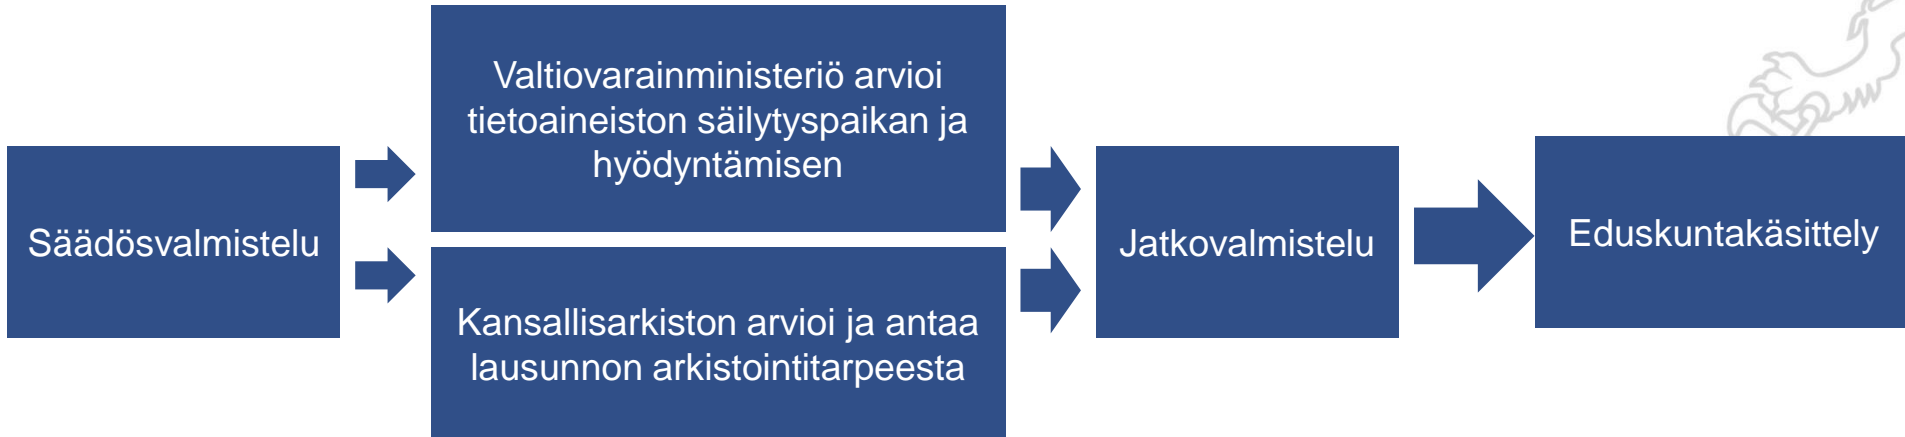 Säädösvalmistelu
Valtiovarainministeriö arvioi
tietoaineiston säilytyspaikan ja
hyödyntämisen
Kansallisarkiston arvioi ja antaa
lausunnon arkistointitarpeesta
Jatkovalmistelu
Eduskuntakäsittely